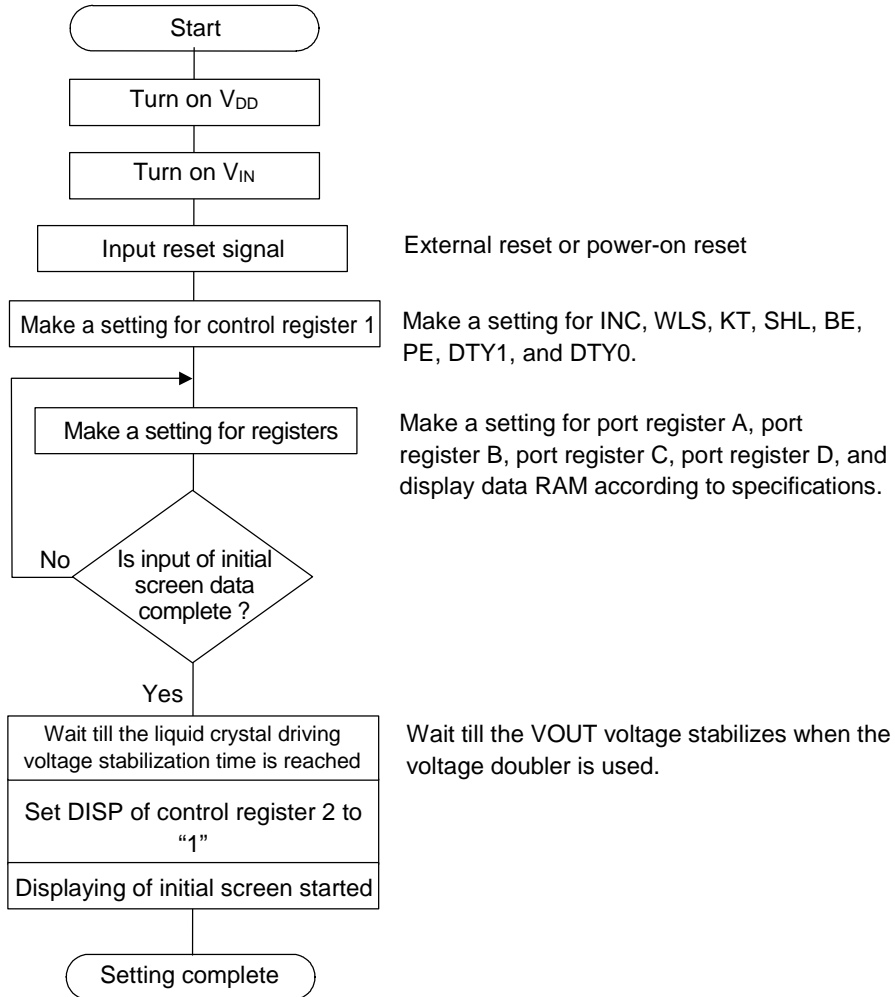 Start
Turn on VDD
Turn on VIN
Input reset signal
External reset or power-on reset
Make a setting for control register 1
Make a setting for INC, WLS, KT, SHL, BE,
PE, DTY1, and DTY0.
Make a setting for registers
Make a setting for port register A, port
register B, port register C, port register D, and
display data RAM according to specifications.
No
Is input of initial
screen data
complete ?
Yes
Wait till the liquid crystal driving
voltage stabilization time is reached
Wait till the VOUT voltage stabilizes when the
voltage doubler is used.
Set DISP of control register 2 to
“1”
Displaying of initial screen started
Setting complete